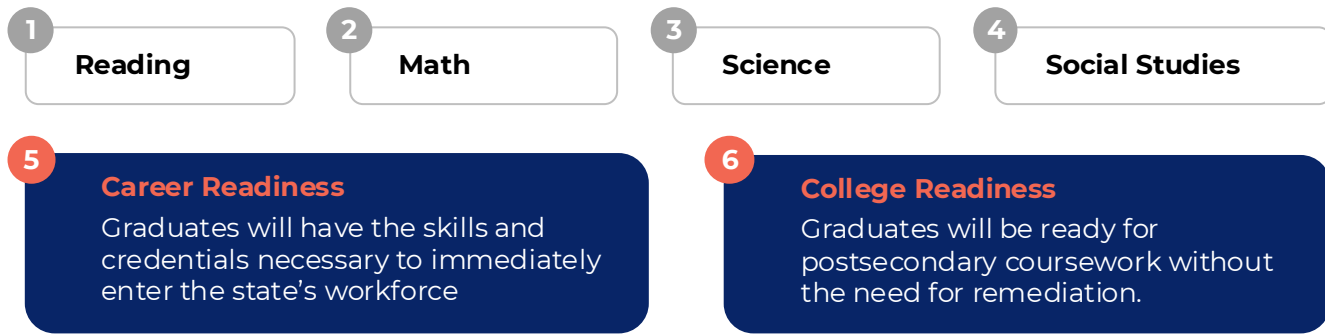 1
Reading
2
Math
3
Science
4
Social Studies
5
Career Readiness
Graduates will have the skills and
credentials necessary to immediately
enter the state's workforce
6
College Readiness
Graduates will be ready for
postsecondary coursework without
the need for remediation.